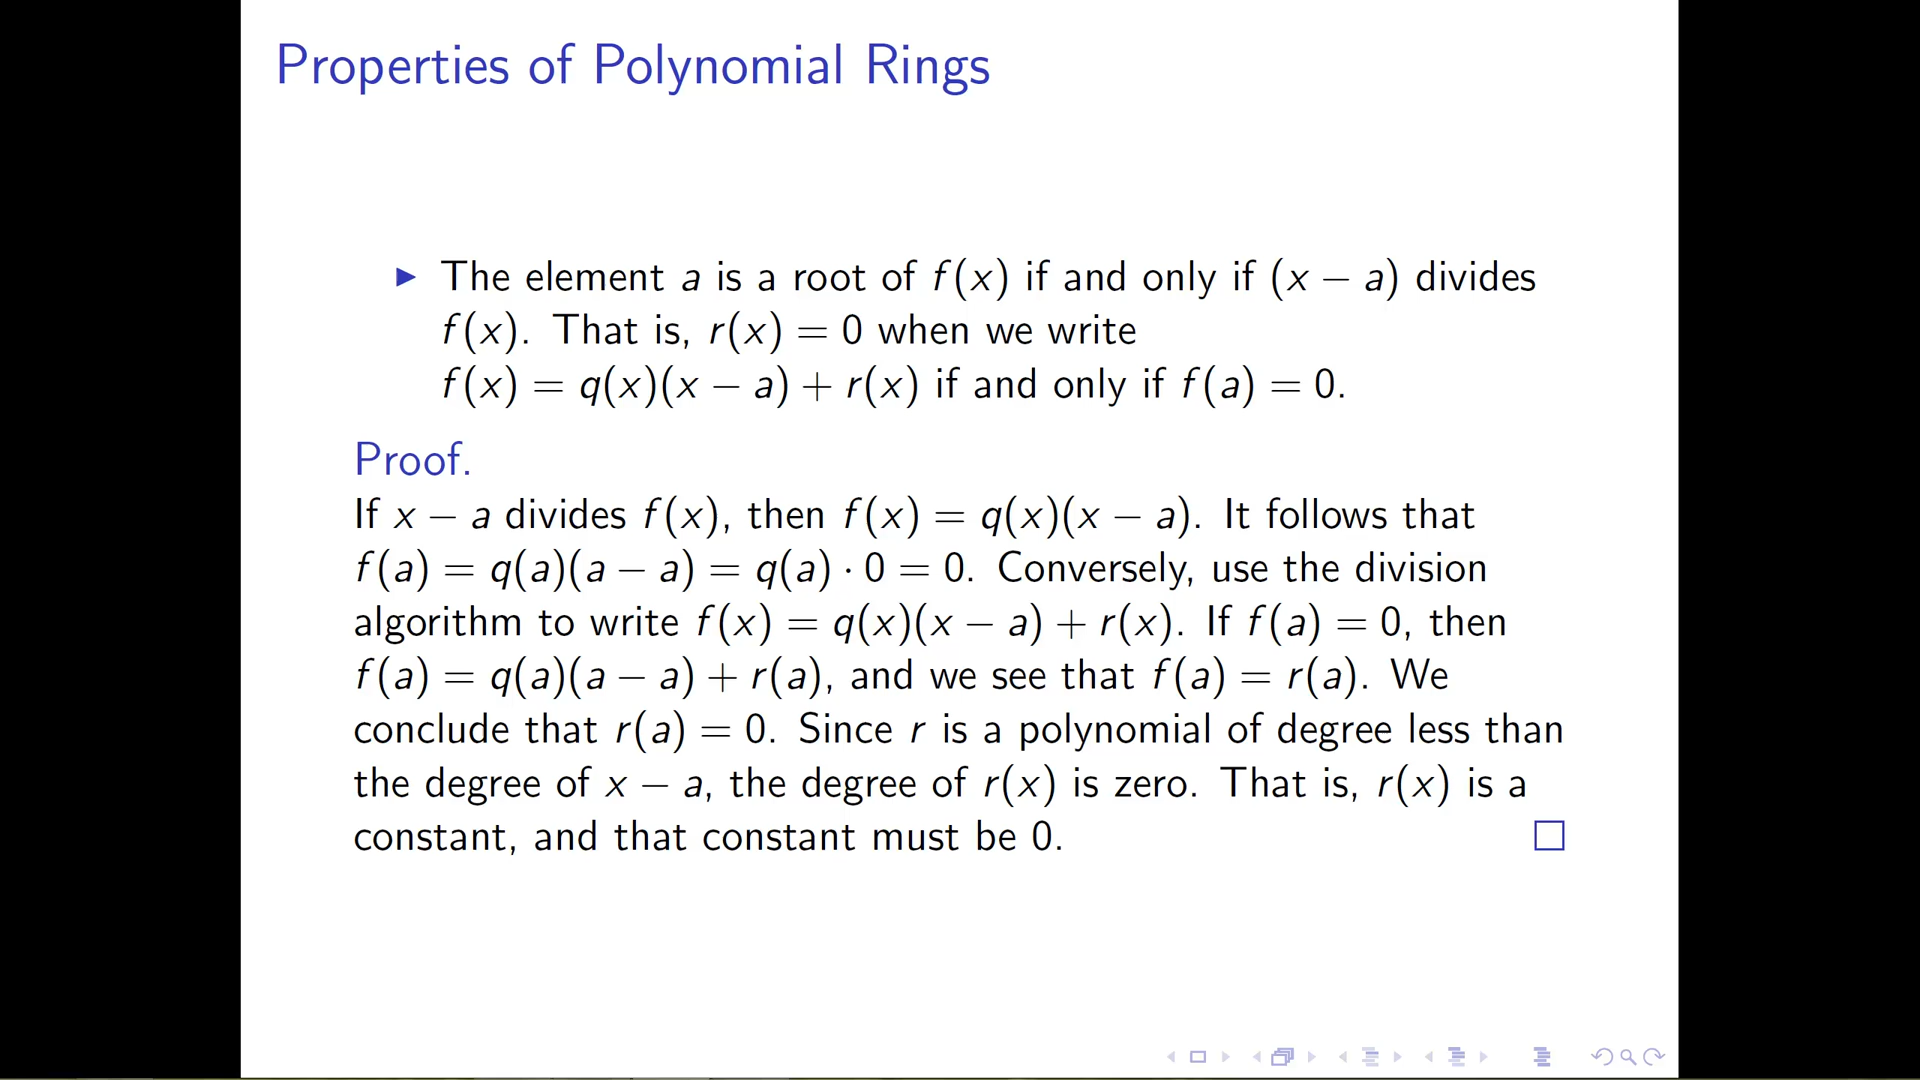 Properties of Polynomial Rings
▶ The element a is a root of f(x) if and only if (x − a) divides
f(x). That is, r(x) = 0 when we write
f(x) = q(x)(x − a) + r(x) if and only if f(a) = 0.
Proof.
If x − a divides f(x), then f(x) = q(x)(x − a). It follows that
f(a) = q(a)(a − a) = q(a) · 0 = 0. Conversely, use the division
algorithm to write f(x) = q(x)(x − a) + r(x). If f(a) = 0, then
f(a) = q(a)(a − a) + r(a), and we see that f(a) = r(a). We
conclude that r(a) = 0. Since r is a polynomial of degree less than
the degree of x − a, the degree of r(x) is zero. That is, r(x) is a
constant, and that constant must be 0. □